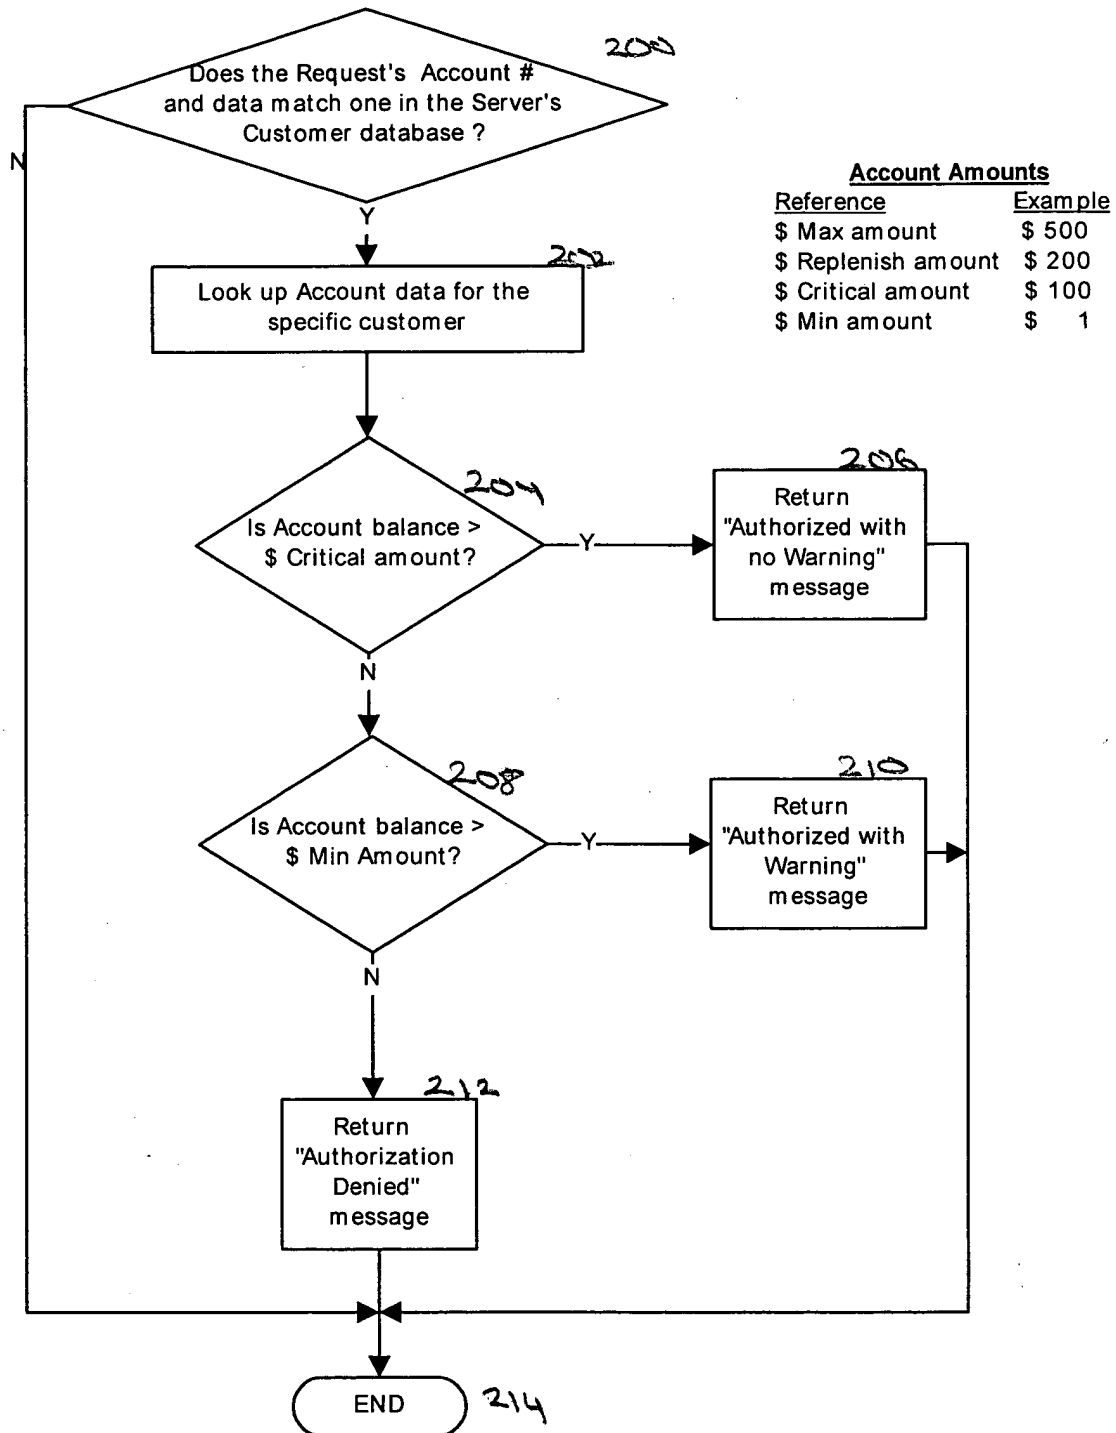 200
Does the Request's Account #
and data match one in the Server's
Customer database ?
N
Account Amounts
Reference Example
$ Max amount $ 500
$ Replenish amount $ 200
$ Critical amount $ 100
$ Min amount $ 1
Y
202
Look up Account data for the
specific customer
204
Is Account balance >
$ Critical amount?
Y
206
Return
"Authorized with
no Warning"
message
N
208
Is Account balance >
$ Min Amount?
Y
210
Return
"Authorized with
Warning"
message
N
212
Return
"Authorization
Denied"
message
END
214